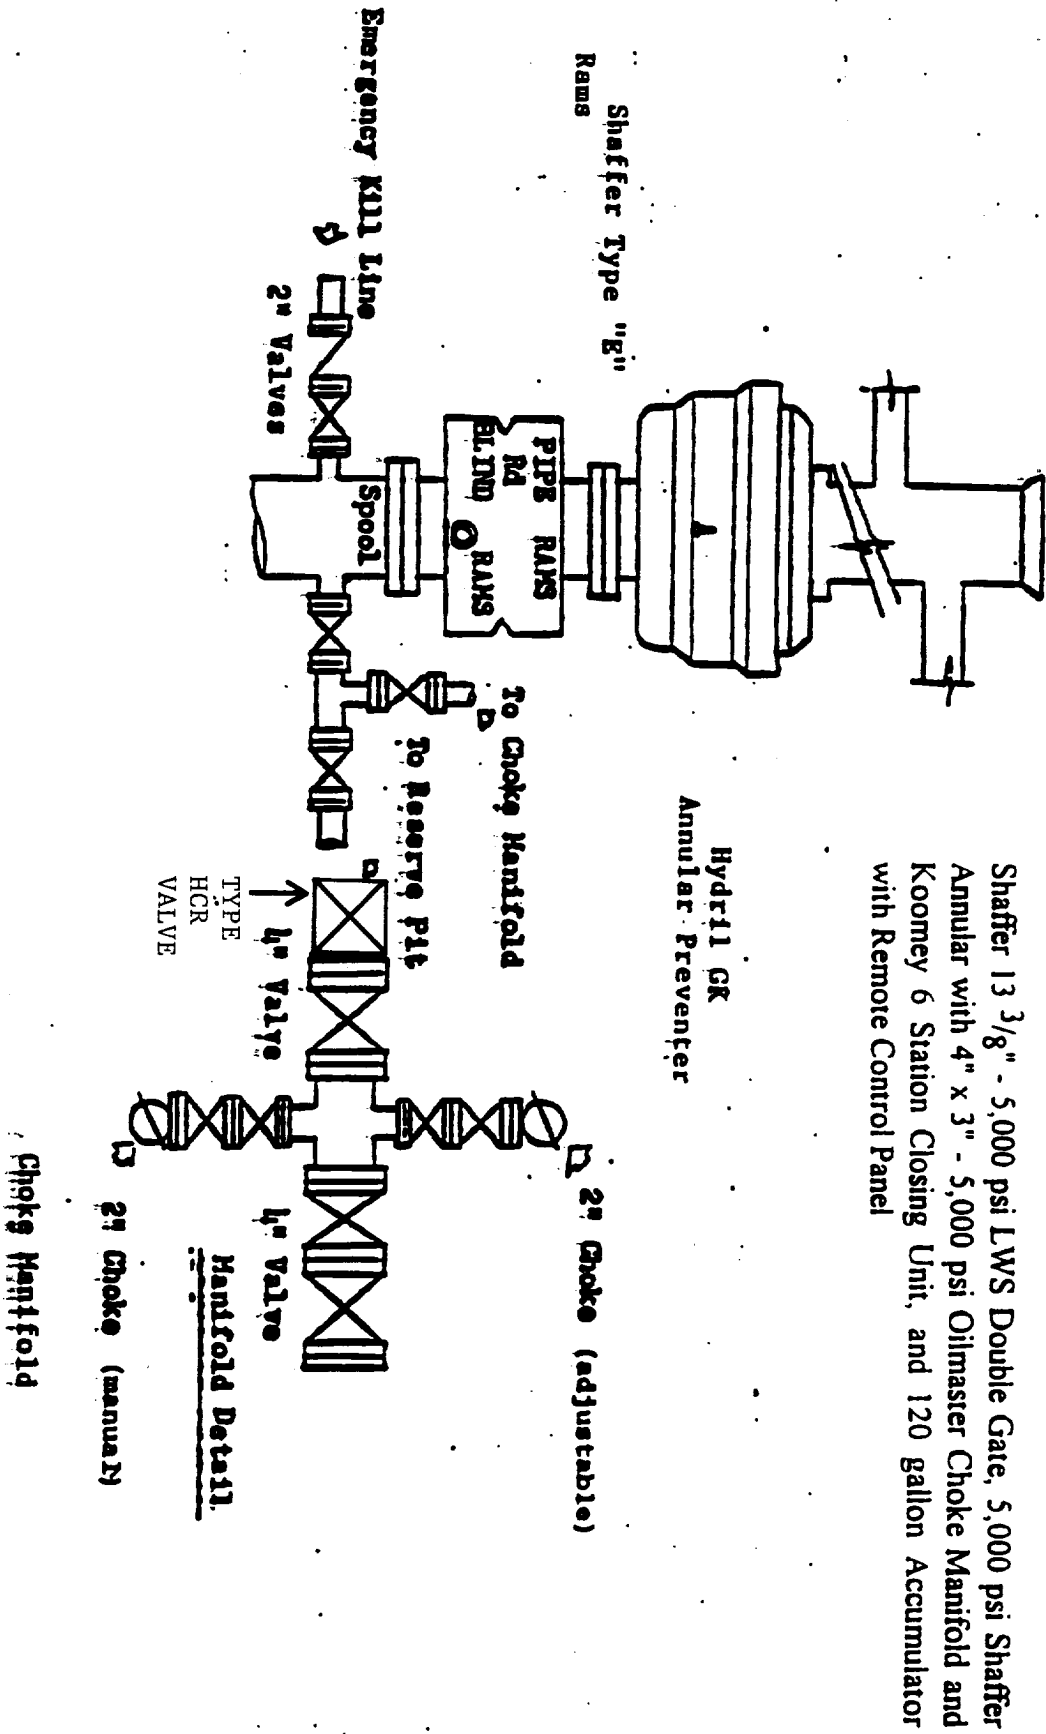 Shaffer 13 3/8" - 5,000 psi LWS Double Gate, 5,000 psi Shaffer
Annular with 4" x 3" - 5,000 psi Oilmaster Choke Manifold and
Koomey 6 Station Closing Unit, and 120 gallon Accumulator
with Remote Control Panel
Hydril GK
Annular Preventer
Shaffer Type "E"
Rams
PIPE RAMS
BLIND RAMS
Spool
To Choke Manifold
To Reserve Pit
Emergency Kill Line
2" Valves
2" Choke (adjustable)
TYPE
HCR
VALVE
4" Valve
4" Valve
Manifold Detail
2" Choke (manual)
Choke Manifold